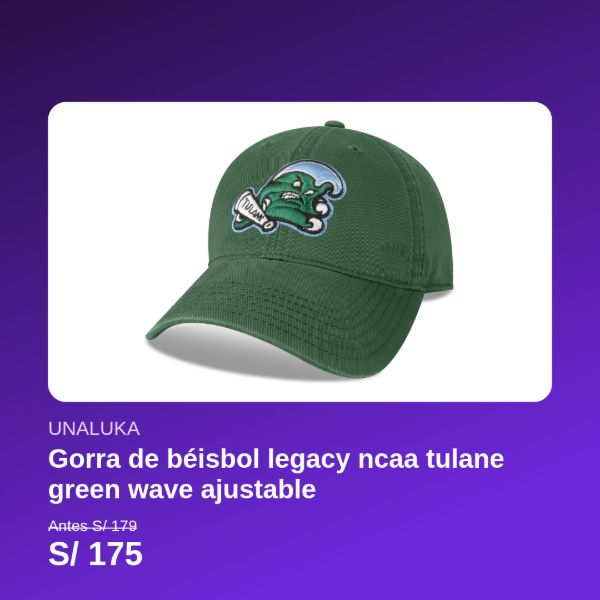 TULANE
UNALUKA
Gorra de béisbol legacy ncaa tulane
green wave ajustable
Antes S/ 179
S/ 175